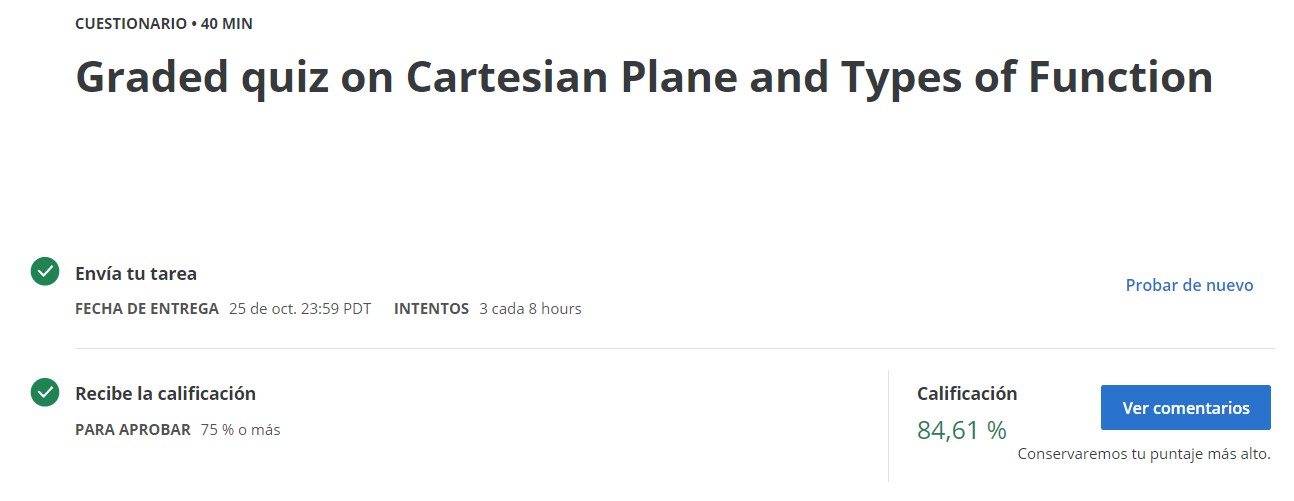 CUESTIONARIO • 40 MIN
Graded quiz on Cartesian Plane and Types of Function
Envía tu tarea
FECHA DE ENTREGA 25 de oct. 23:59 PDT INTENTOS 3 cada 8 hours
Probar de nuevo
Recibe la calificación
PARA APROBAR 75 % o más
Calificación
84,61 %
Ver comentarios
Conservaremos tu puntaje más alto.